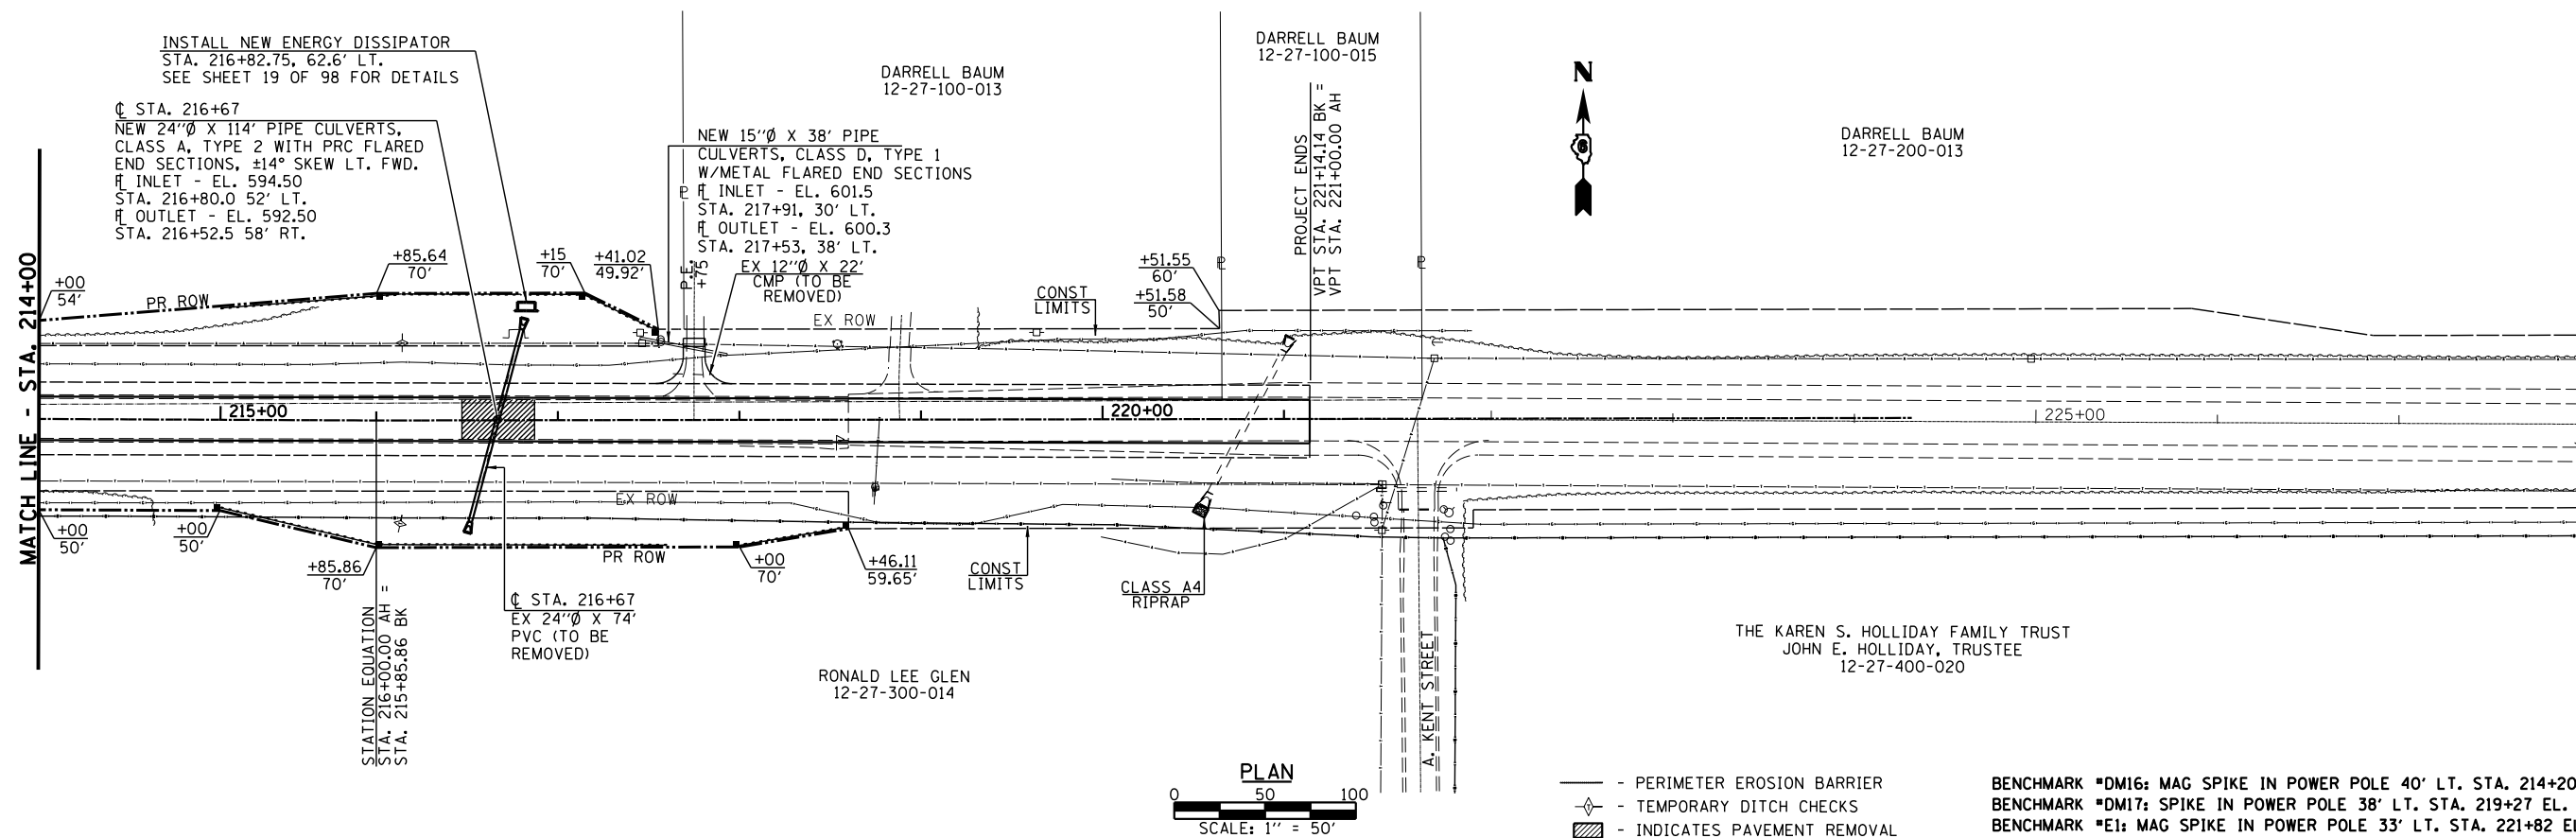 INSTALL NEW ENERGY DISSIPATOR
STA. 216+82.75, 62.6' LT.
SEE SHEET 19 OF 98 FOR DETAILS
℄ STA. 216+67
NEW 24"Ø X 114' PIPE CULVERTS,
CLASS A, TYPE 2 WITH PRC FLARED
END SECTIONS, ±14° SKEW LT. FWD.
INLET - EL. 594.50
STA. 216+80.0 52' LT.
OUTLET - EL. 592.50
STA. 216+52.5 58' RT.
DARRELL BAUM
12-27-100-013
NEW 15"Ø X 38' PIPE
CULVERTS, CLASS D, TYPE 1
W/METAL FLARED END SECTIONS
INLET - EL. 601.5
STA. 217+91, 30' LT.
OUTLET - EL. 600.3
STA. 217+53, 38' LT.
P.E.
+75
EX 12"Ø X 22'
CMP (TO BE
REMOVED)
DARRELL BAUM
12-27-100-015
PROJECT ENDS
VPT STA. 221+14.14 BK =
VPT STA. 221+00.00 AH
N
6
DARRELL BAUM
12-27-200-013
MATCH LINE - STA. 214+00
+00
54'
PR ROW
+85.64
70'
+15
70'
+41.02
49.92'
EX ROW
CONST
LIMITS
+51.55
60'
+51.58
50'
215+00
220+00
225+00
EX ROW
+00
50'
+00
50'
+85.86
70'
PR ROW
+00
70'
+46.11
59.65'
CONST
LIMITS
CLASS A4
RIPRAP
STATION EQUATION
STA. 216+00.00 AH =
STA. 215+85.86 BK
℄ STA. 216+67
EX 24"Ø X 74'
PVC (TO BE
REMOVED)
RONALD LEE GLEN
12-27-300-014
A. KENT STREET
THE KAREN S. HOLLIDAY FAMILY TRUST
JOHN E. HOLLIDAY, TRUSTEE
12-27-400-020
PLAN
0 50 100
SCALE: 1" = 50'
- PERIMETER EROSION BARRIER
- TEMPORARY DITCH CHECKS
- INDICATES PAVEMENT REMOVAL
BENCHMARK "DM16: MAG SPIKE IN POWER POLE 40' LT. STA. 214+20
BENCHMARK "DM17: SPIKE IN POWER POLE 38' LT. STA. 219+27 EL.
BENCHMARK "E1: MAG SPIKE IN POWER POLE 33' LT. STA. 221+82